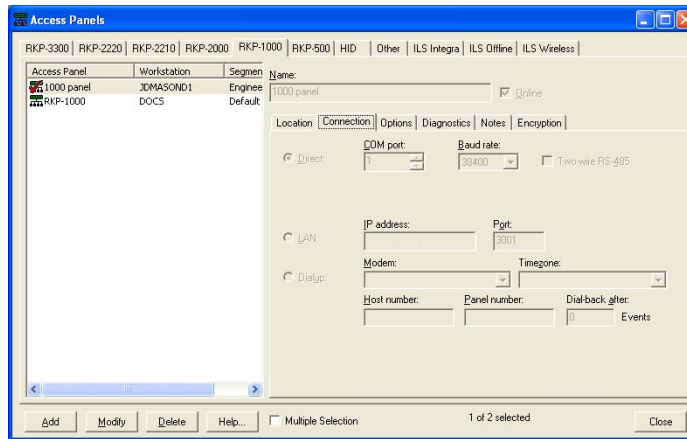 Access Panels
RKP-3300 RKP-2220 RKP-2210 RKP-2000 RKP-1000 RKP-500 HID Other ILS Integra ILS Offline ILS Wireless
Access Panel Workstation Segmen
1000 panel JDMASOND1 Enginee
RKP-1000 DOCS Default
Name:
1000 panel Online
Location Connection Options Diagnostics Notes Encryption
COM port: Baud rate:
Direct: 1 38400 Two-wire RS-485
IP address: Port:
LAN: . . . 3001
Modem: Timezone:
Dialup:
Host number: Panel number: Dial-back after:
0 Events
Add Modify Delete Help... Multiple Selection 1 of 2 selected Close